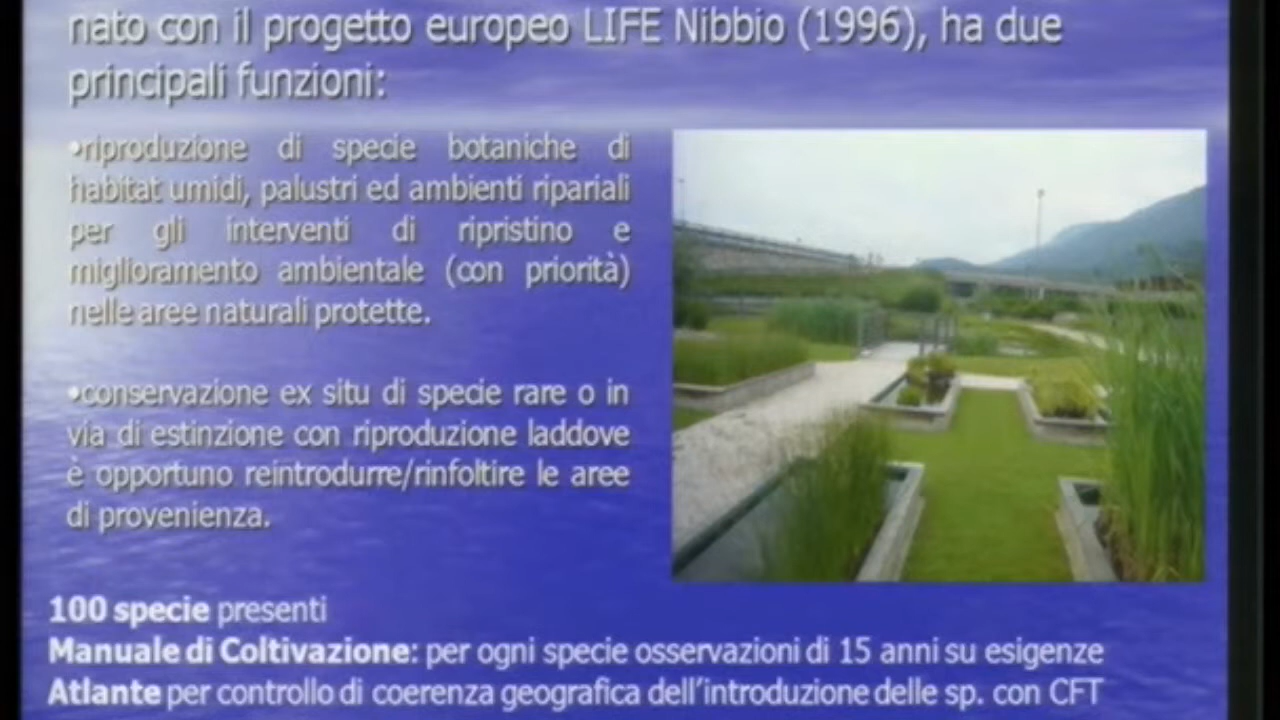 nato con il progetto europeo LIFE Nibbio (1996), ha due
principali funzioni:
•riproduzione di specie botaniche di
habitat umidi, palustri ed ambienti ripariali
per gli interventi di ripristino e
miglioramento ambientale (con priorità)
nelle aree naturali protette.
•conservazione ex situ di specie rare o in
via di estinzione con riproduzione laddove
è opportuno reintrodurre/rinfoltire le aree
di provenienza.
100 specie presenti
Manuale di Coltivazione: per ogni specie osservazioni di 15 anni su esigenze
Atlante per controllo di coerenza geografica dell'introduzione delle sp. con CFT